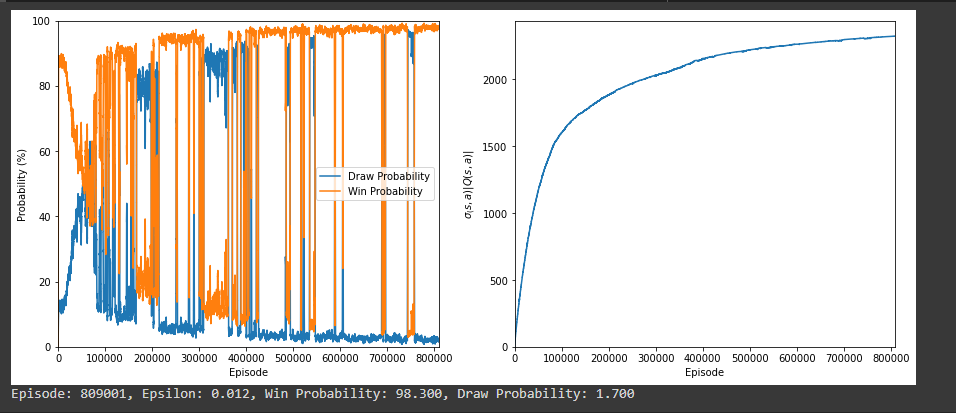 100
80
60
40
20
0
Probability (%)
Draw Probability
Win Probability
0 100000 200000 300000 400000 500000 600000 700000 800000
Episode
2000
1500
1000
500
0
σ(s, a))|Q(s, a)|
0 100000 200000 300000 400000 500000 600000 700000 800000
Episode
Episode: 809001, Epsilon: 0.012, Win Probability: 98.300, Draw Probability: 1.700